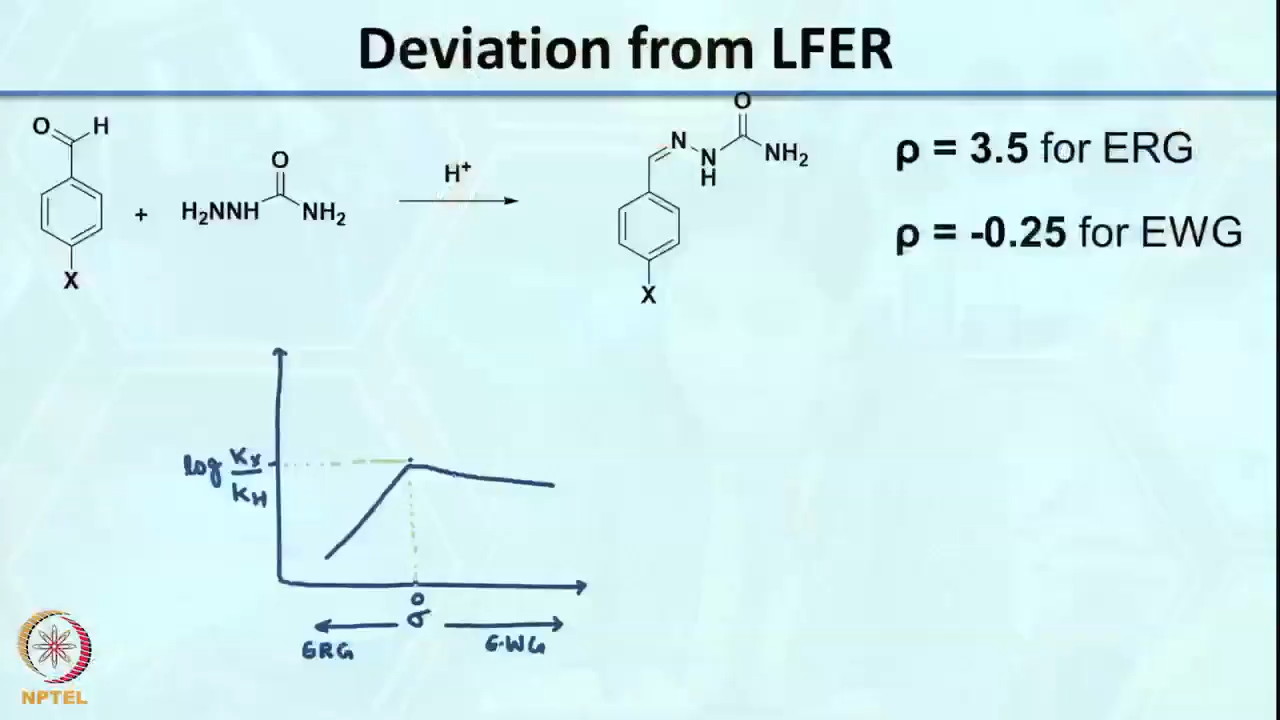 Deviation from LFER
O H
X
+
H₂NNH
O
NH₂
H⁺
O
N
N
H
NH₂
X
ρ = 3.5 for ERG
ρ = -0.25 for EWG
log Kx/KH
0
σ
ERG
EWG
NPTEL